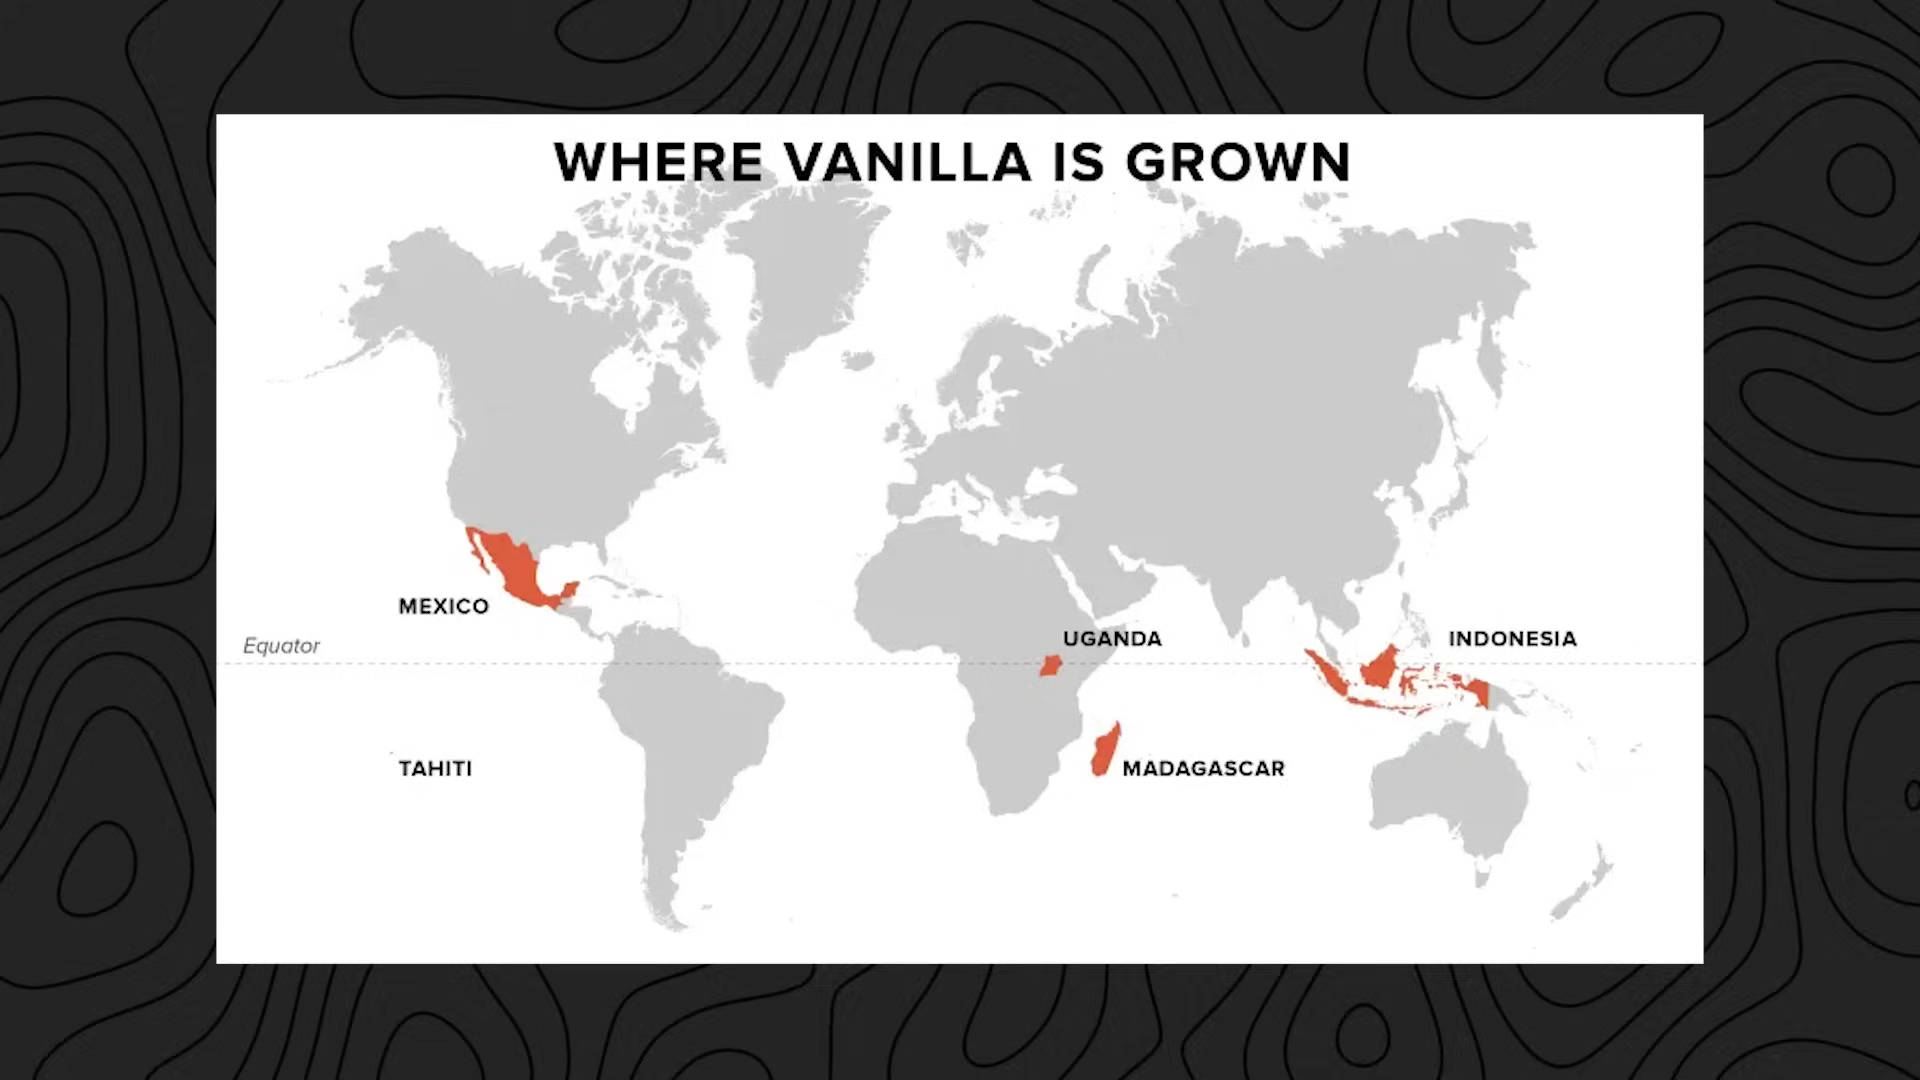 WHERE VANILLA IS GROWN
MEXICO
Equator
UGANDA
INDONESIA
TAHITI
MADAGASCAR